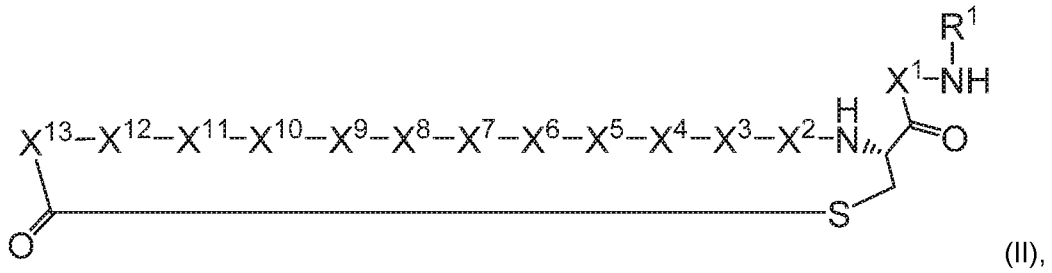 R¹
X¹–NH
X¹³–X¹²–X¹¹–X¹⁰–X⁹–X⁸–X⁷–X⁶–X⁵–X⁴–X³–X²–N
H
O
S
O
(II),